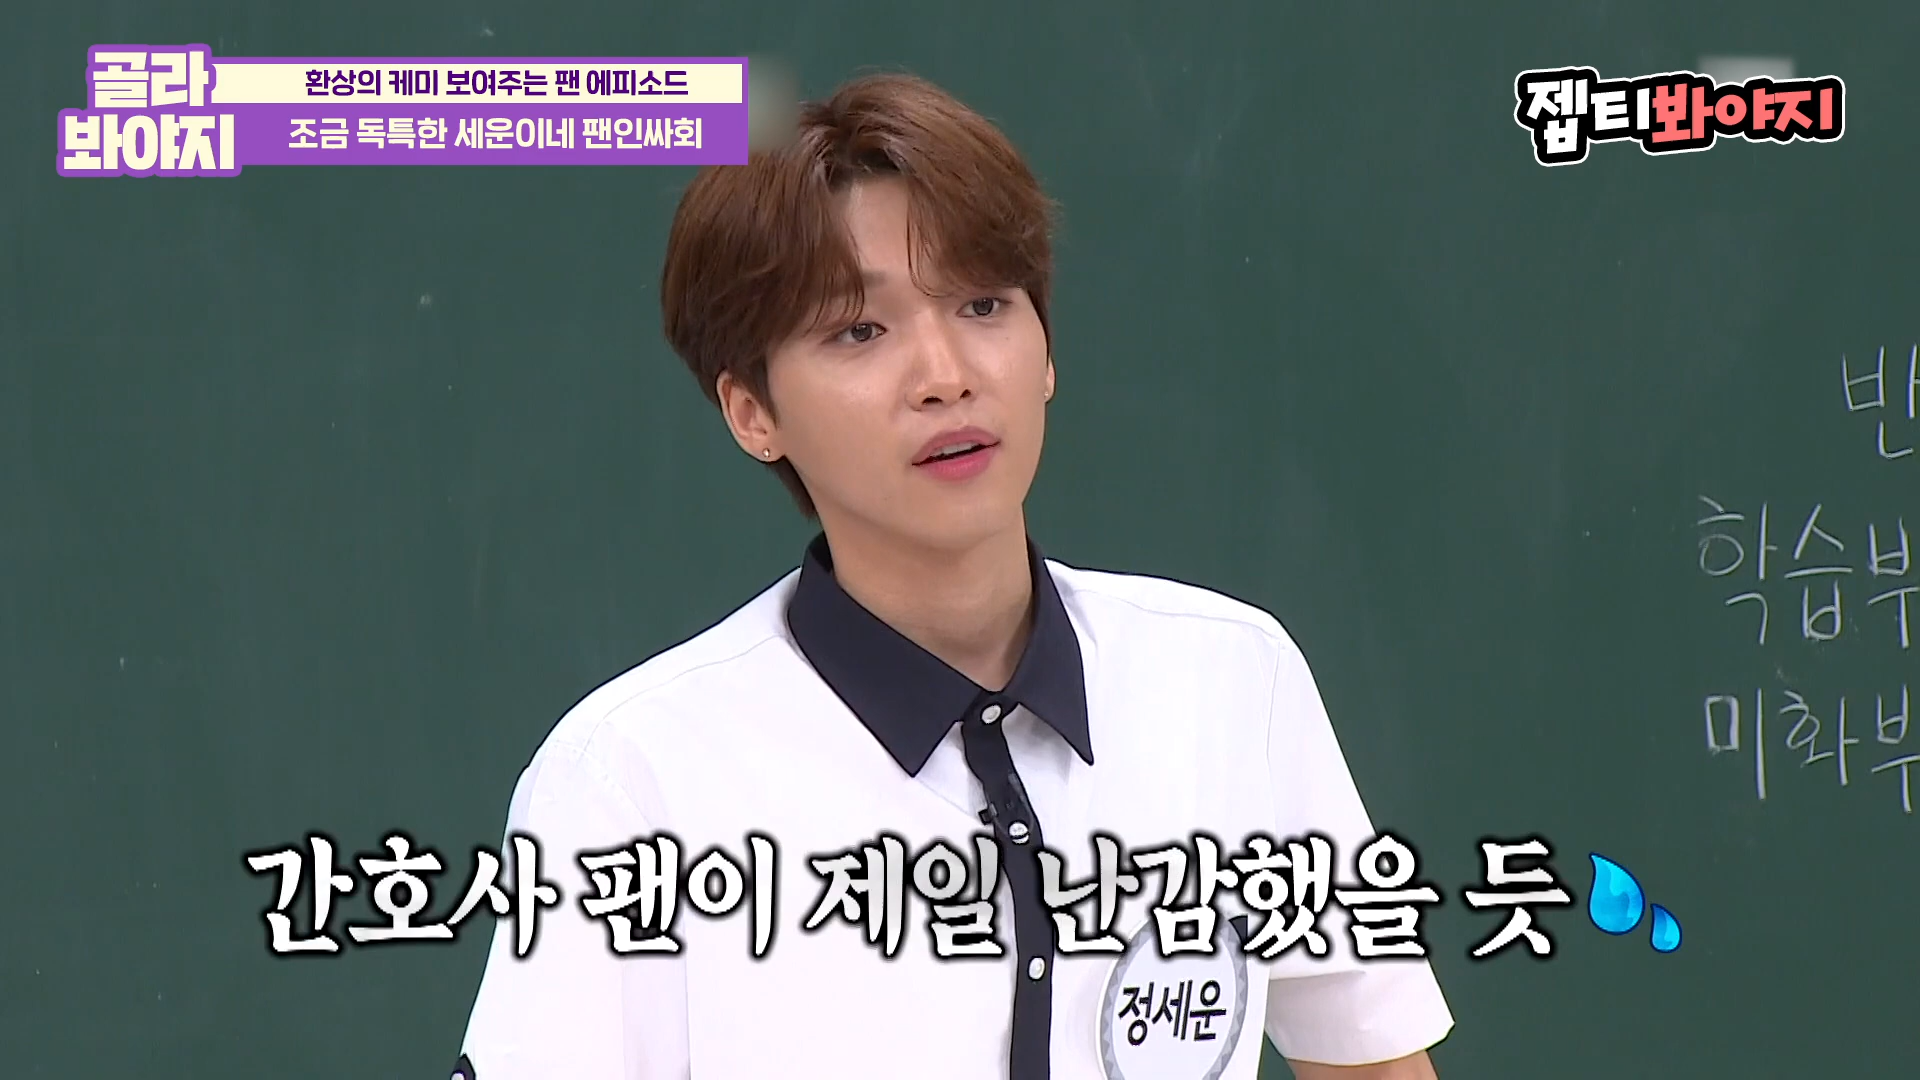 골라
봐야지
환상의 케미 보여주는 팬 에피소드
조금 독특한 세운이네 팬인싸회
젭티봐야지
반
학습부
미화부
간호사 팬이 제일 난감했을 듯
정세운